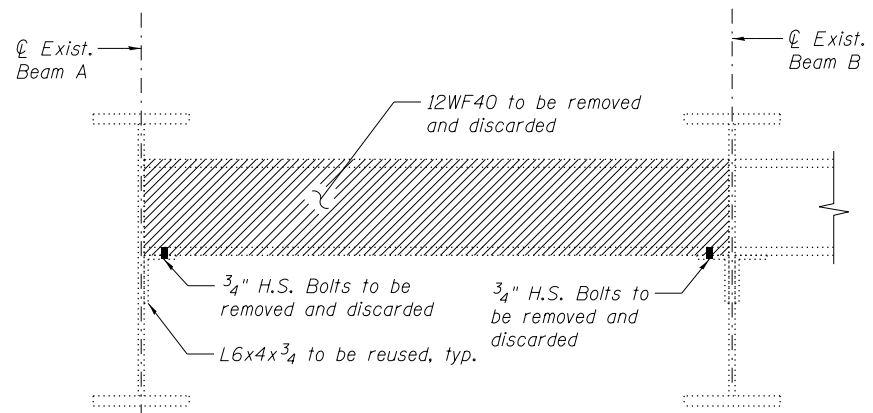 ℄ Exist.
Beam A
℄ Exist.
Beam B
12WF40 to be removed
and discarded
3/4" H.S. Bolts to be
removed and discarded
3/4" H.S. Bolts to
be removed and
discarded
L6x4x3/4 to be reused, typ.